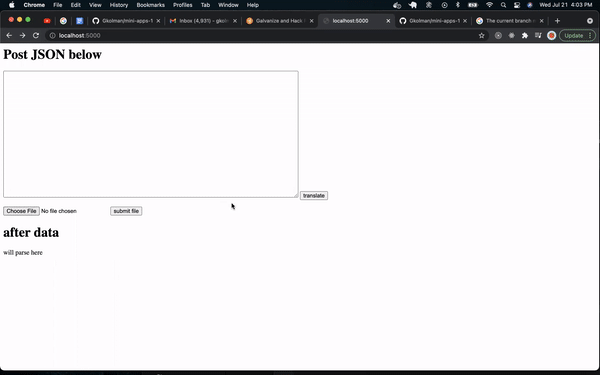 Chrome File Edit View History Bookmarks Profiles Tab Window Help Wed Jul 21 4:03 PM
Gkolman/mini-apps-1 Inbox (4,931) - gkol Galvanize and Hack localhost:5000 Gkolman/mini-apps-1 The current branch
localhost:5000 Update
Post JSON below
translate
Choose File No file chosen submit file
after data
will parse here